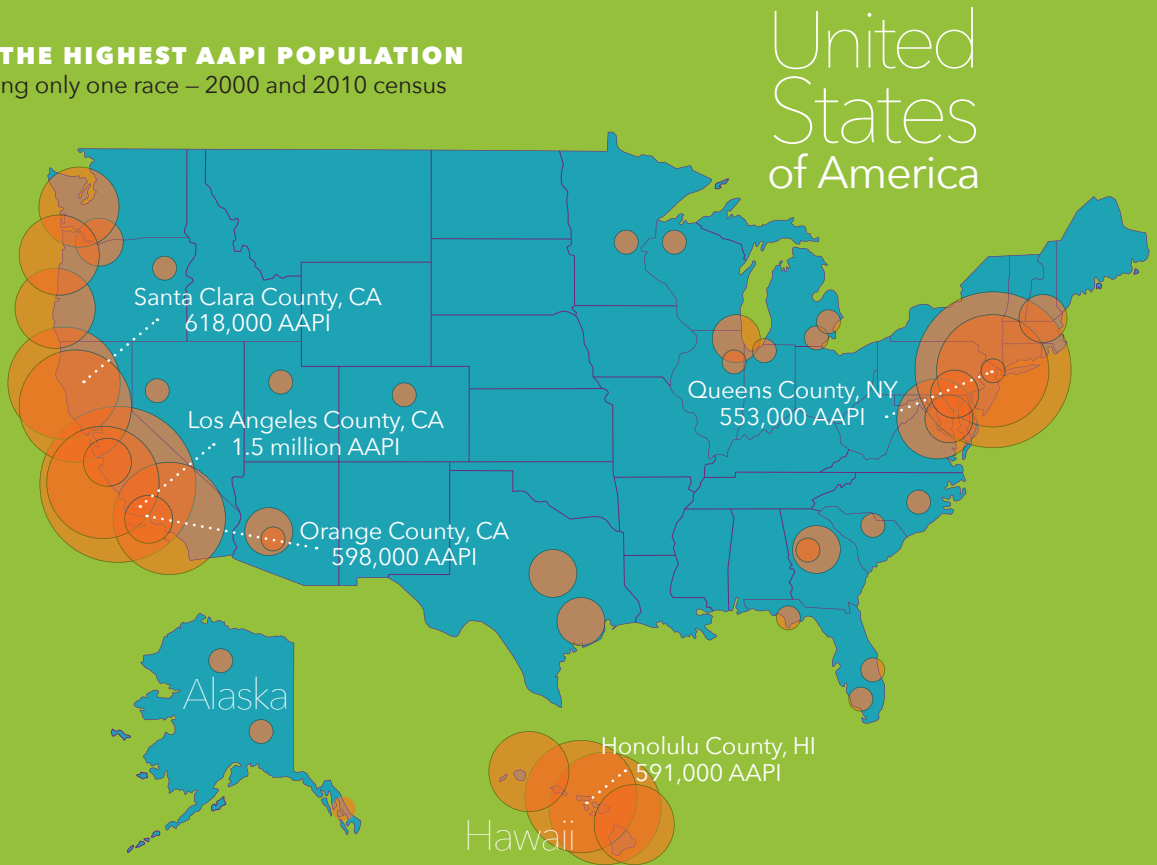 THE HIGHEST AAPI POPULATION
ng only one race – 2000 and 2010 census
United
States
of America
Santa Clara County, CA
618,000 AAPI
Los Angeles County, CA
1.5 million AAPI
Queens County, NY
553,000 AAPI
Orange County, CA
598,000 AAPI
Alaska
Honolulu County, HI
591,000 AAPI
Hawaii